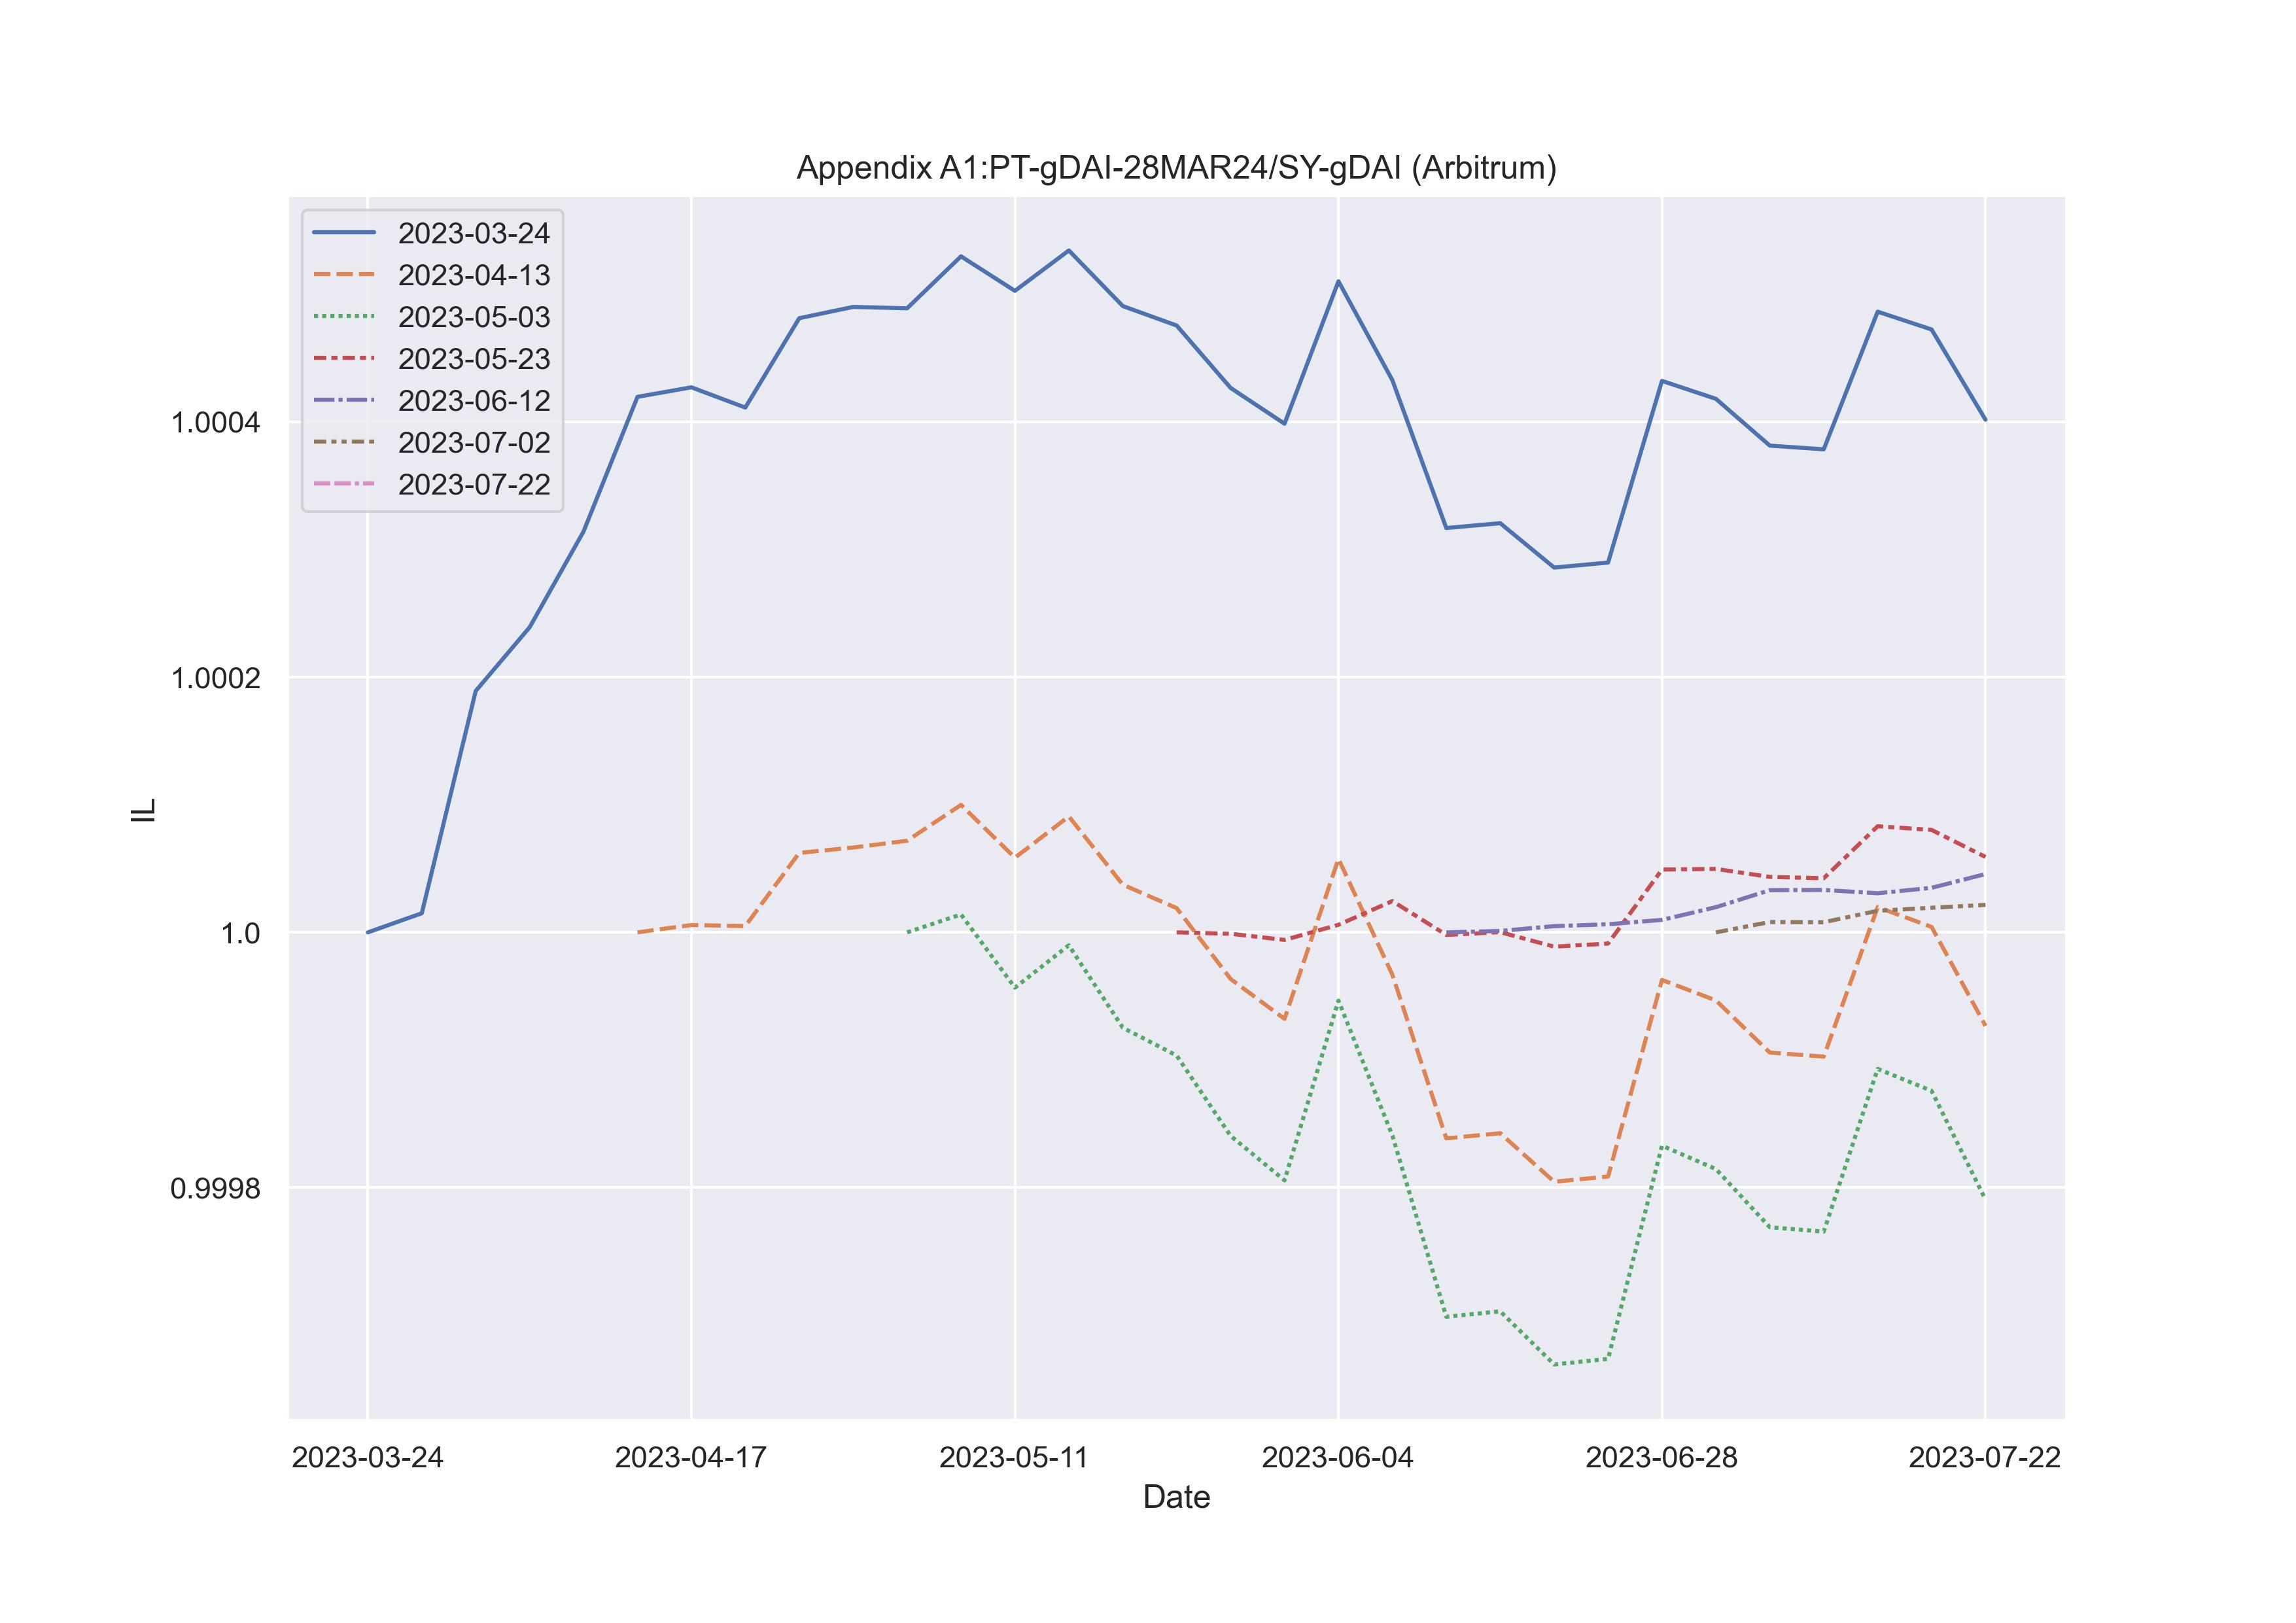 Appendix A1:PT-gDAI-28MAR24/SY-gDAI (Arbitrum)
2023-03-24
2023-04-13
2023-05-03
2023-05-23
2023-06-12
2023-07-02
2023-07-22
1.0004
1.0002
1.0
0.9998
IL
2023-03-24 2023-04-17 2023-05-11 2023-06-04 2023-06-28 2023-07-22
Date